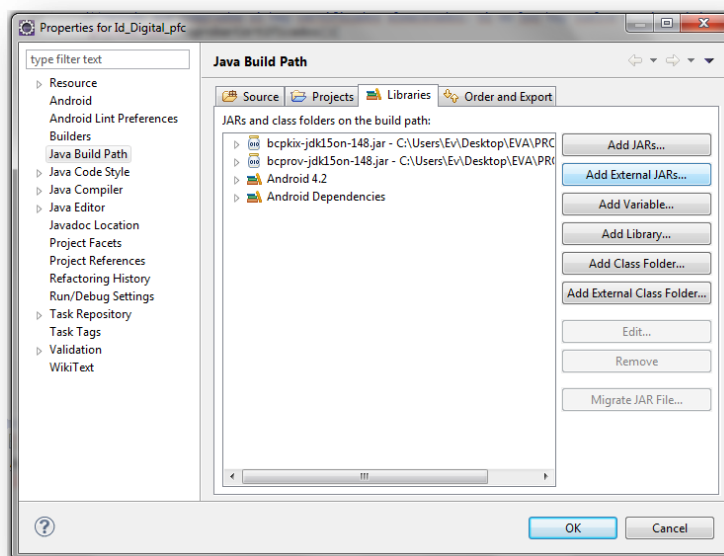 Properties for Id_Digital_pfc
type filter text
Resource
Android
Android Lint Preferences
Builders
Java Build Path
Java Code Style
Java Compiler
Java Editor
Javadoc Location
Project Facets
Project References
Refactoring History
Run/Debug Settings
Task Repository
Task Tags
Validation
WikiText
Java Build Path
Source
Projects
Libraries
Order and Export
JARs and class folders on the build path:
bcpkix-jdk15on-148.jar - C:\Users\Ev\Desktop\EVA\PRC
bcprov-jdk15on-148.jar - C:\Users\Ev\Desktop\EVA\PRC
Android 4.2
Android Dependencies
Add JARs...
Add External JARs...
Add Variable...
Add Library...
Add Class Folder...
Add External Class Folder...
Edit...
Remove
Migrate JAR File...
OK
Cancel